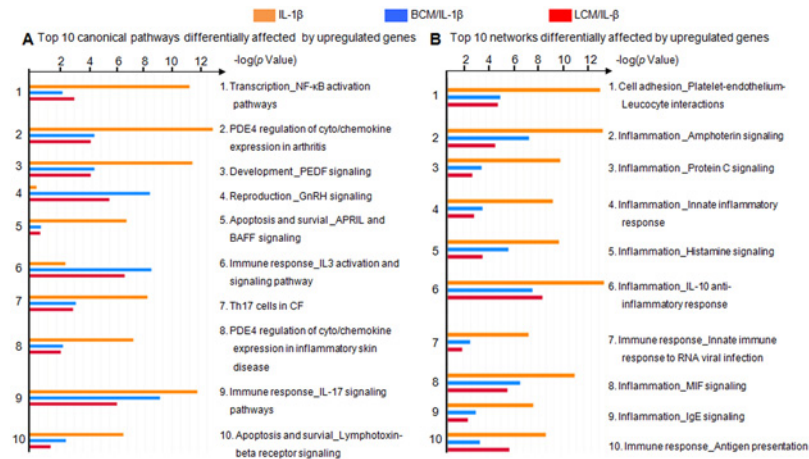 IL-1β
BCM/IL-1β
LCM/IL-β
A Top 10 canonical pathways differentially affected by upregulated genes
-log(p Value)
2 4 6 8 10 12
1
2
3
4
5
6
7
8
9
10
1. Transcription_NF-κB activation
pathways
2. PDE4 regulation of cyto/chemokine
expression in arthritis
3. Development_PEDF signaling
4. Reproduction_GnRH signaling
5. Apoptosis and survial_APRIL and
BAFF signaling
6. Immune response_IL3 activation and
signaling pathway
7. Th17 cells in CF
8. PDE4 regulation of cyto/chemokine
expression in inflammatory skin
disease
9. Immune response_IL-17 signaling
pathways
10. Apoptosis and survial_Lymphotoxin-
beta receptor signaling
B Top 10 networks differentially affected by upregulated genes
-log(p Value)
2 4 6 8 10 12
1
2
3
4
5
6
7
8
9
10
1. Cell adhesion_Platelet-endothelium-
Leucocyte interactions
2. Inflammation_Amphoterin signaling
3. Inflammation_Protein C signaling
4. Inflammation_Innate inflammatory
response
5. Inflammation_Histamine signaling
6. Inflammation_IL-10 anti-
inflammatory response
7. Immune response_Innate immune
response to RNA viral infection
8. Inflammation_MIF signaling
9. Inflammation_IgE signaling
10. Immune response_Antigen presentation